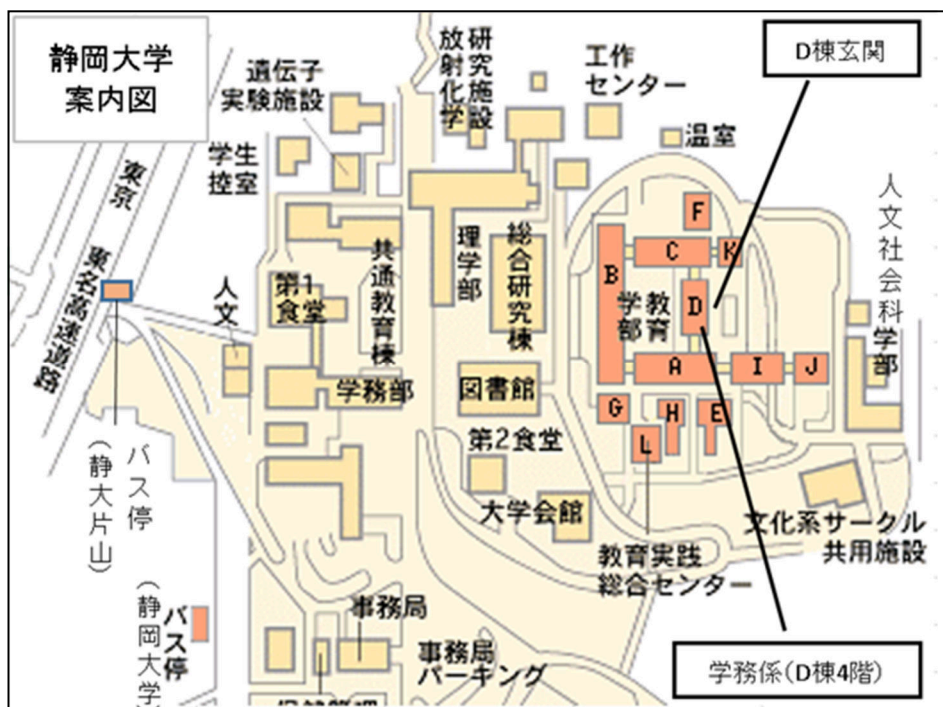 静岡大学
案内図
D棟玄関
遺伝子
実験施設
放射化学
研究施設
工作
センター
温室
学生
控室
東京
東名高速道路
人文
第1
食堂
共通教育棟
理学部
総合研究棟
学務部
図書館
第2食堂
大学会館
教育
学部
A
B
C
D
E
F
G
H
I
J
K
L
人文社会科
学部
文化系サークル
共用施設
教育実践
総合センター
バス停
(静大片山)
バス停
(静岡大学)
事務局
事務局
パーキング
学務係(D棟4階)